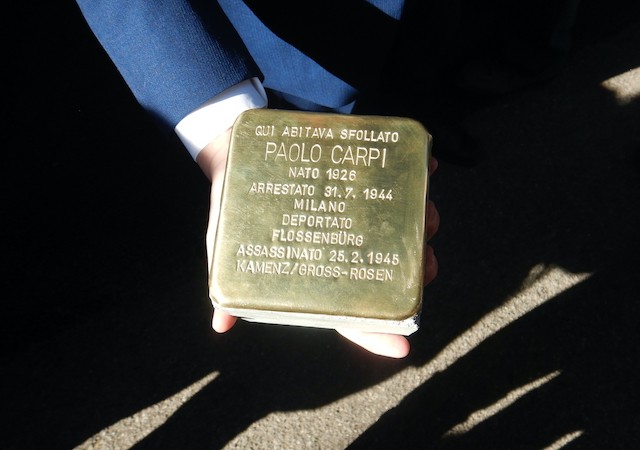 QUI ABITAVA SFOLLATO
PAOLO CARPI
NATO 1926
ARRESTATO 31.7.1944
MILANO
DEPORTATO
FLOSSENBÜRG
ASSASSINATO 25.2.1945
KAMENZ/GROSS-ROSEN